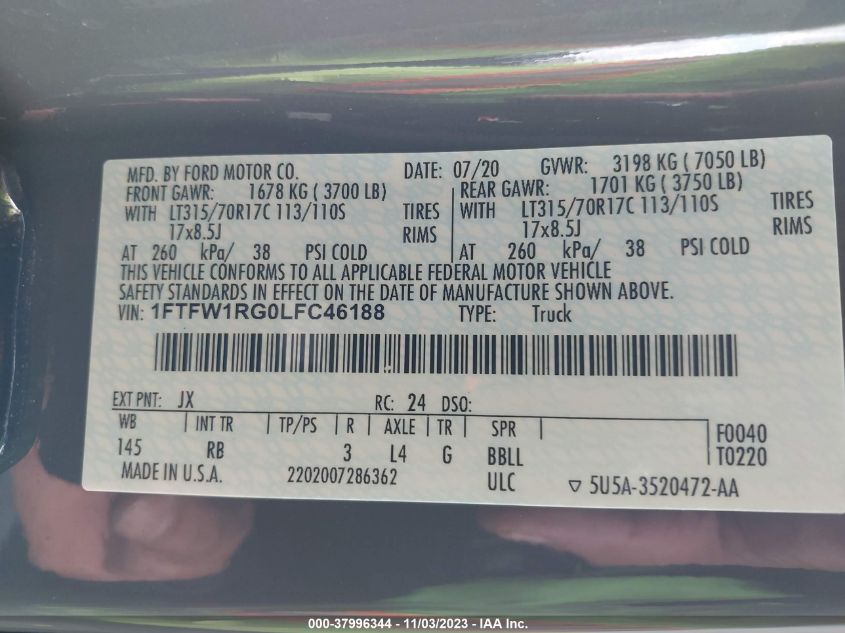 MFD. BY FORD MOTOR CO. DATE: 07/20 GVWR: 3198 KG ( 7050 LB)
FRONT GAWR: 1678 KG ( 3700 LB) REAR GAWR: 1701 KG ( 3750 LB)
WITH LT315/70R17C 113/110S TIRES WITH LT315/70R17C 113/110S TIRES
17x8.5J RIMS 17x8.5J RIMS
AT 260 kPa/ 38 PSI COLD AT 260 kPa/ 38 PSI COLD
THIS VEHICLE CONFORMS TO ALL APPLICABLE FEDERAL MOTOR VEHICLE
SAFETY STANDARDS IN EFFECT ON THE DATE OF MANUFACTURE SHOWN ABOVE.
VIN: 1FTFW1RG0LFC46188 TYPE: Truck
EXT PNT: JX RC: 24 DSO:
WB INT TR TP/PS R AXLE TR SPR F0040
145 RB 3 L4 G BBLL T0220
MADE IN U.S.A. 2202007286362 ULC ▽ 5U5A-3520472-AA
000-37996344 - 11/03/2023 - IAA Inc.